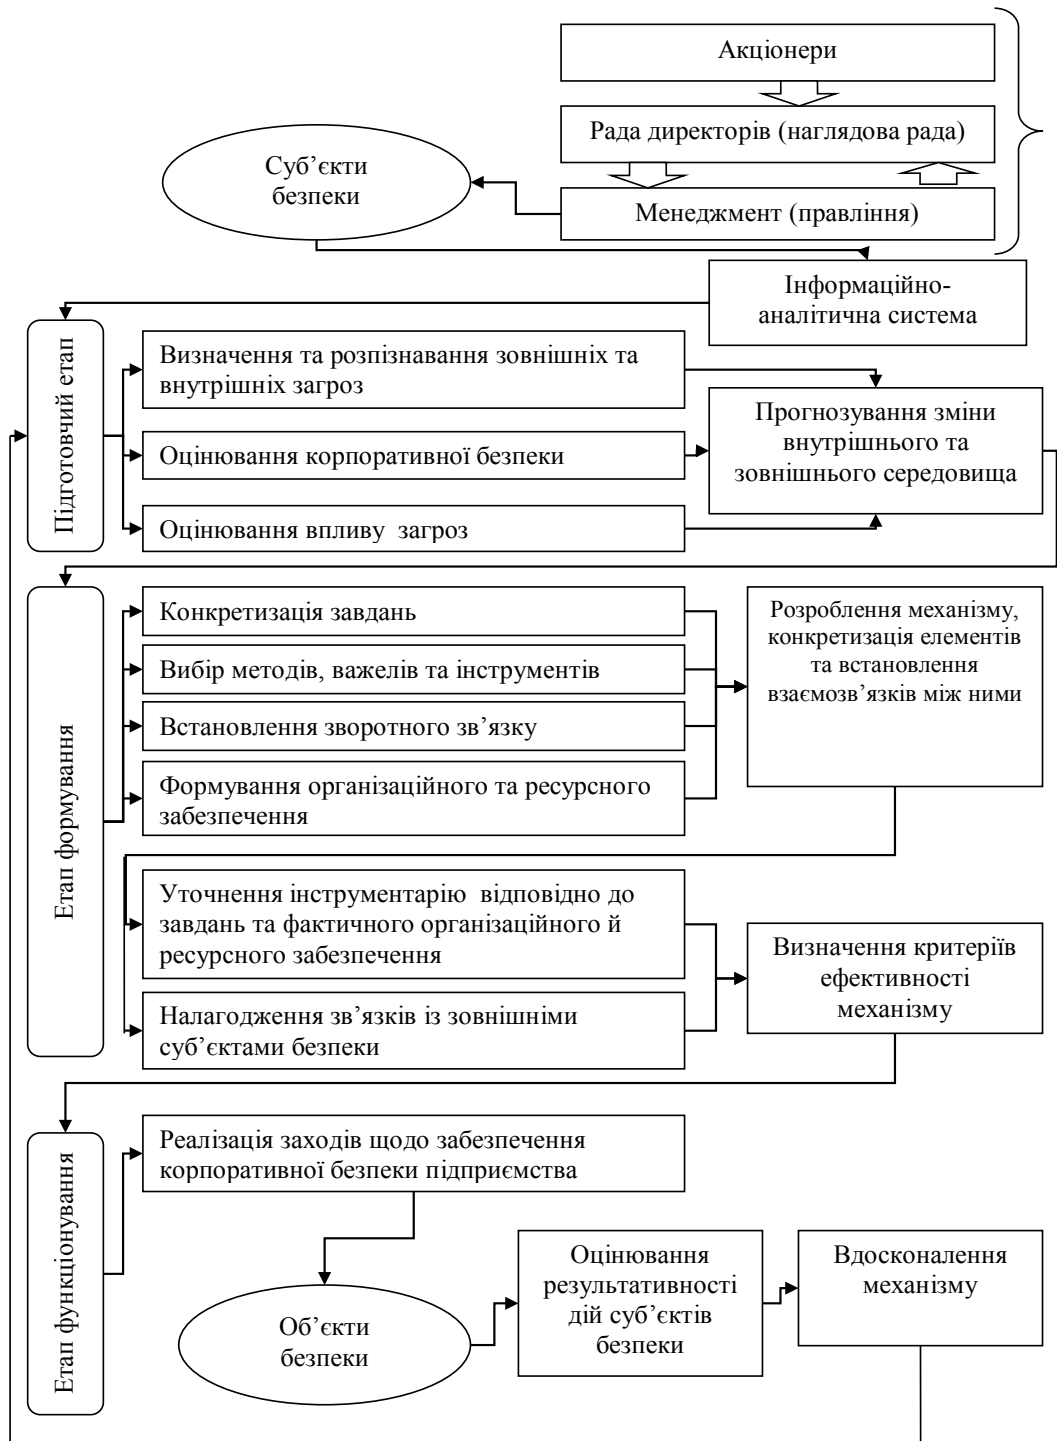 Акціонери
Рада директорів (наглядова рада)
Суб’єкти
безпеки
Менеджмент (правління)
Інформаційно-
аналітична система
Підготовчий етап
Визначення та розпізнавання зовнішніх та
внутрішніх загроз
Оцінювання корпоративної безпеки
Оцінювання впливу загроз
Прогнозування зміни
внутрішнього та
зовнішнього середовища
Етап формування
Конкретизація завдань
Вибір методів, важелів та інструментів
Встановлення зворотного зв’язку
Формування організаційного та ресурсного
забезпечення
Розроблення механізму,
конкретизація елементів
та встановлення
взаємозв’язків між ними
Уточнення інструментарію відповідно до
завдань та фактичного організаційного й
ресурсного забезпечення
Налагодження зв’язків із зовнішніми
суб’єктами безпеки
Визначення критеріїв
ефективності
механізму
Етап функціонування
Реалізація заходів щодо забезпечення
корпоративної безпеки підприємства
Об’єкти
безпеки
Оцінювання
результативності
дій суб’єктів
безпеки
Вдосконалення
механізму